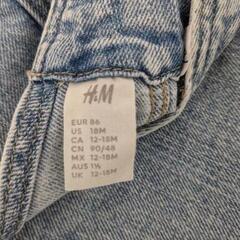 H&M
EUR 86
US 18M
CA 12-18M
CN 90/48
MX 12-18M
AUS 1½
UK 12-18M